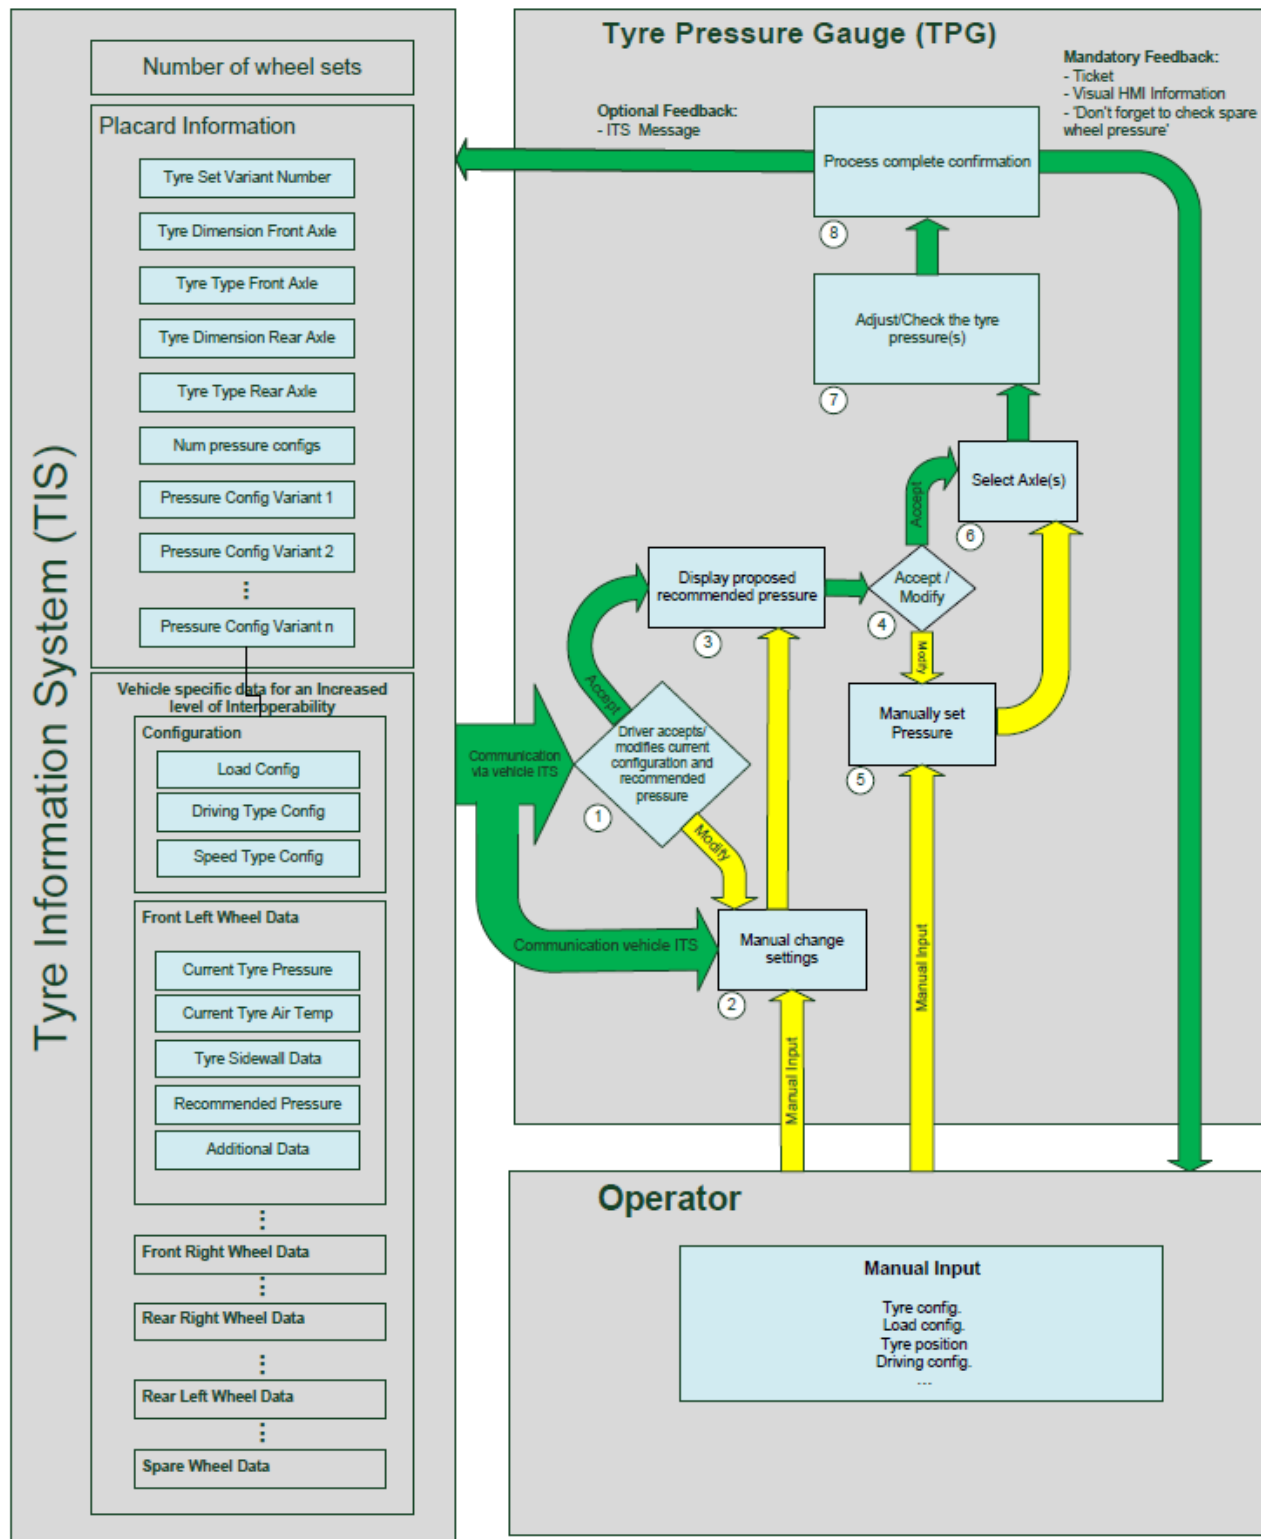 Tyre Information System (TIS)
Number of wheel sets
Placard Information
Tyre Set Variant Number
Tyre Dimension Front Axle
Tyre Type Front Axle
Tyre Dimension Rear Axle
Tyre Type Rear Axle
Num pressure configs
Pressure Config Variant 1
Pressure Config Variant 2
...
Pressure Config Variant n
Vehicle specific data for an Increased
level of Interoperability
Configuration
Load Config
Driving Type Config
Speed Type Config
Front Left Wheel Data
Current Tyre Pressure
Current Tyre Air Temp
Tyre Sidewall Data
Recommended Pressure
Additional Data
...
Front Right Wheel Data
...
Rear Right Wheel Data
...
Rear Left Wheel Data
...
Spare Wheel Data
Tyre Pressure Gauge (TPG)
Optional Feedback:
- ITS Message
Mandatory Feedback:
- Ticket
- Visual HMI Information
- 'Don't forget to check spare
wheel pressure'
Process complete confirmation
8
Adjust/Check the tyre
pressure(s)
7
Select Axle(s)
6
Accept
Accept /
Modify
4
Modify
Display proposed
recommended pressure
3
Manually set
Pressure
5
Accept
Driver accepts/
modifies current
configuration and
recommended
pressure
1
Communication
via vehicle ITS
Modify
Communication vehicle ITS
Manual change
settings
2
Manual Input
Manual Input
Operator
Manual Input
Tyre config.
Load config.
Tyre position
Driving config.
...